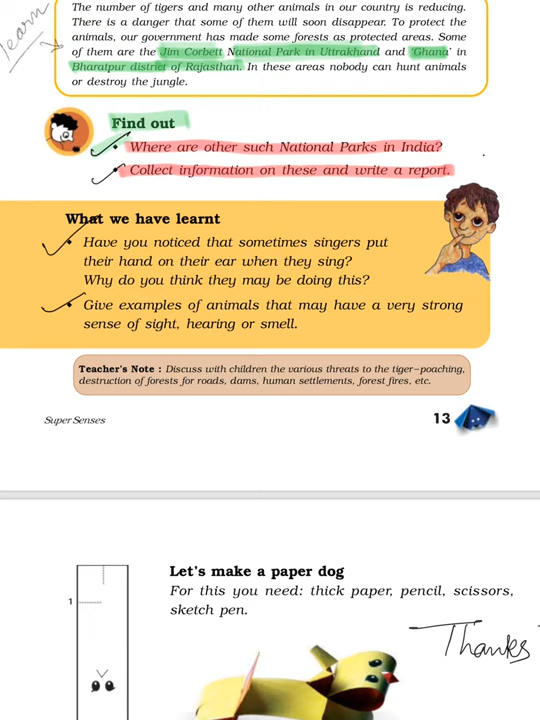 The number of tigers and many other animals in our country is reducing.
There is a danger that some of them will soon disappear. To protect the
animals, our government has made some forests as protected areas. Some
of them are the Jim Corbett National Park in Uttrakhand and 'Ghana' in
Bharatpur district of Rajasthan. In these areas nobody can hunt animals
or destroy the jungle.
learn
Find out
• Where are other such National Parks in India?
• Collect information on these and write a report.
What we have learnt
• Have you noticed that sometimes singers put
their hand on their ear when they sing?
Why do you think they may be doing this?
• Give examples of animals that may have a very strong
sense of sight, hearing or smell.
Teacher's Note : Discuss with children the various threats to the tiger–poaching,
destruction of forests for roads, dams, human settlements, forest fires, etc.
Super Senses
13
Let's make a paper dog
For this you need: thick paper, pencil, scissors,
sketch pen.
1
Thanks